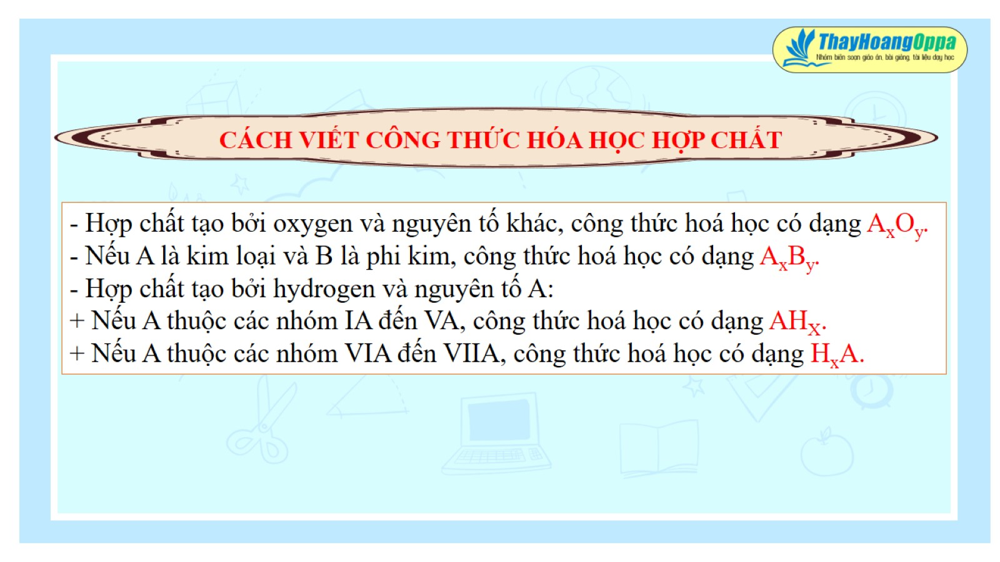 ThayHoangOppa
Nhóm biên soạn giáo án, bài giảng, tài liệu dạy học
CÁCH VIẾT CÔNG THỨC HÓA HỌC HỢP CHẤT
- Hợp chất tạo bởi oxygen và nguyên tố khác, công thức hoá học có dạng AₓOᵧ.
- Nếu A là kim loại và B là phi kim, công thức hoá học có dạng AₓBᵧ.
- Hợp chất tạo bởi hydrogen và nguyên tố A:
+ Nếu A thuộc các nhóm IA đến VA, công thức hoá học có dạng AHₓ.
+ Nếu A thuộc các nhóm VIA đến VIIA, công thức hoá học có dạng HₓA.